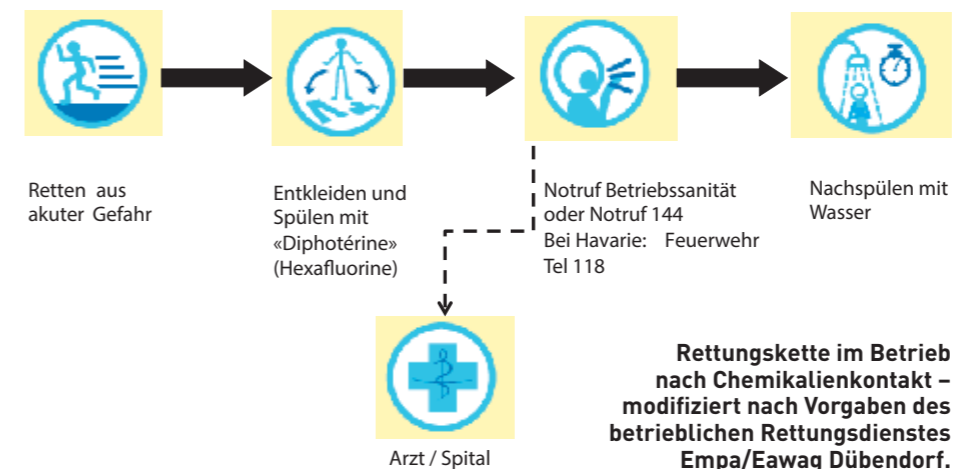 Retten aus
akuter Gefahr
Entkleiden und
Spülen mit
«Diphotérine»
(Hexafluorine)
Notruf Betriebssanität
oder Notruf 144
Bei Havarie: Feuerwehr
Tel 118
Nachspülen mit
Wasser
Arzt / Spital
Rettungskette im Betrieb
nach Chemikalienkontakt –
modifiziert nach Vorgaben des
betrieblichen Rettungsdienstes
Empa/Eawag Dübendorf.